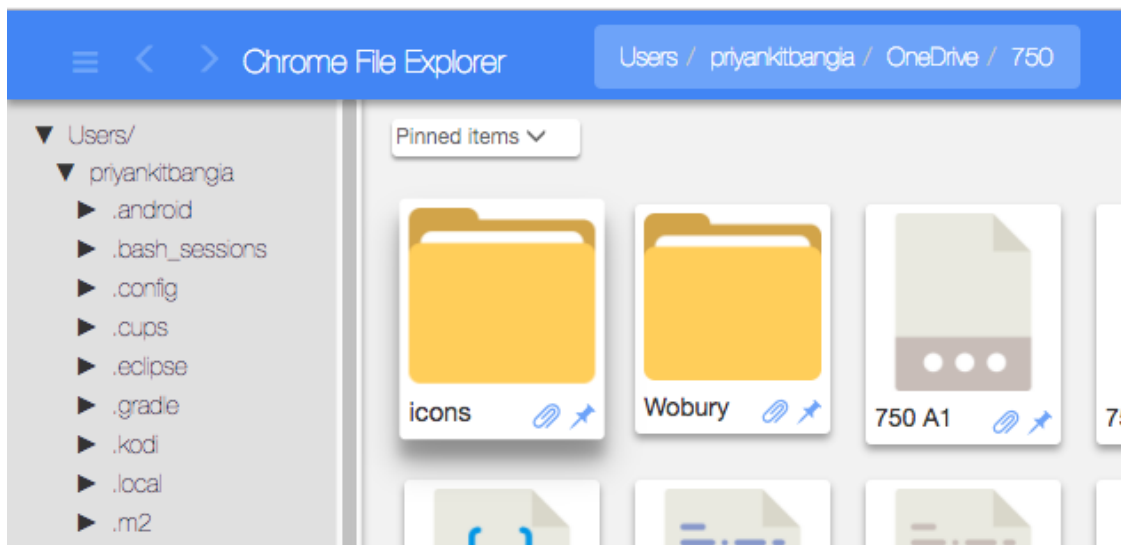 Chrome File Explorer
Users / priyankitbangia / OneDrive / 750
Users/
priyankitbangia
.android
.bash_sessions
.config
.cups
.eclipse
.gradle
.kodi
.local
.m2
Pinned items
icons
Wobury
750 A1